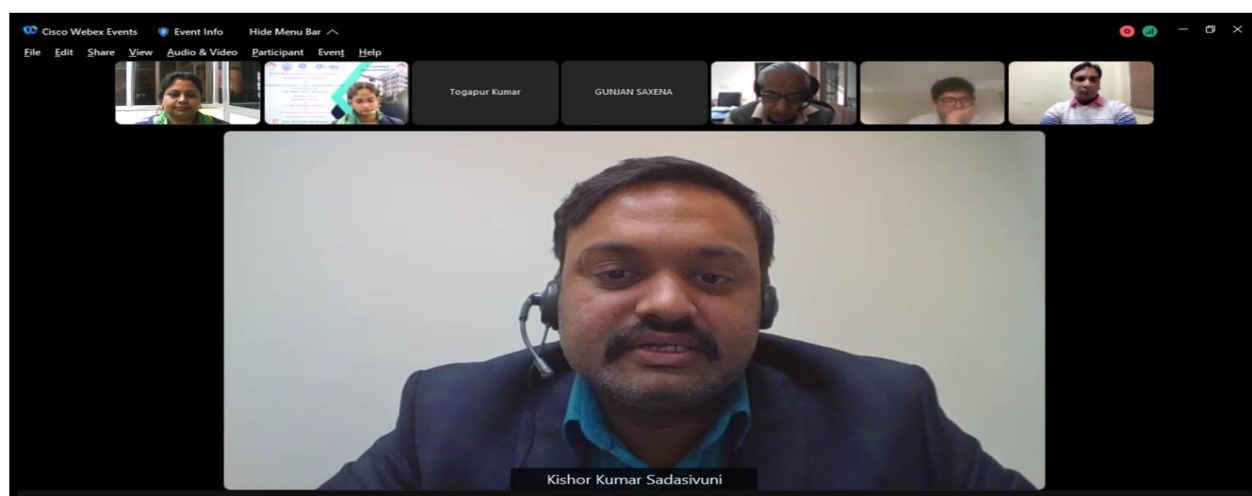 Cisco Webex Events Event Info Hide Menu Bar
File Edit Share View Audio & Video Participant Event Help
Togapur Kumar
GUNJAN SAXENA
Kishor Kumar Sadasivuni